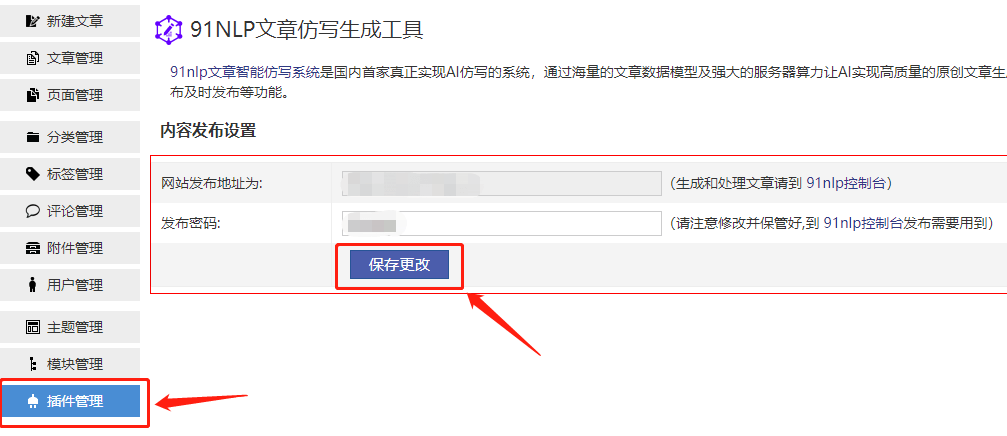 新建文章
文章管理
页面管理
分类管理
标签管理
评论管理
附件管理
用户管理
主题管理
模块管理
插件管理
91NLP文章仿写生成工具
91nlp文章智能仿写系统是国内首家真正实现AI仿写的系统，通过海量的文章数据模型及强大的服务器算力让AI实现高质量的原创文章生
布及时发布等功能。
内容发布设置
网站发布地址为:
(生成和处理文章请到 91nlp控制台)
发布密码:
(请注意修改并保管好,到 91nlp控制台发布需要用到)
保存更改